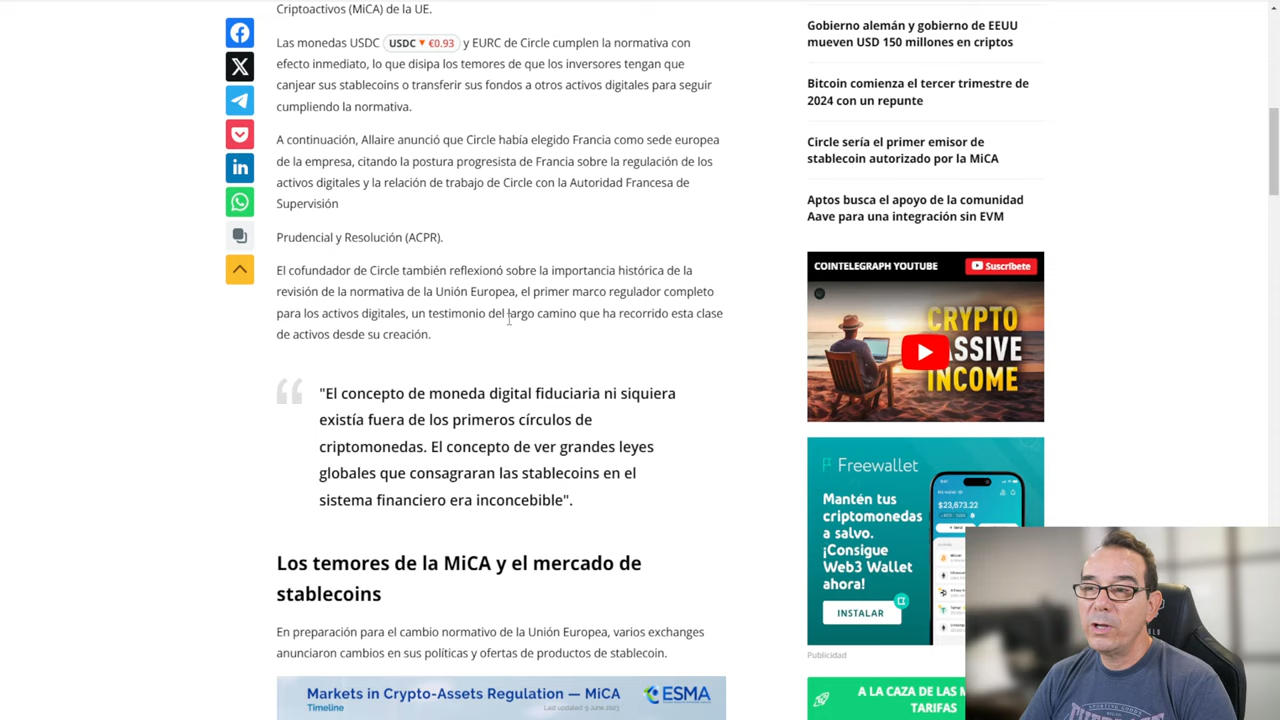 Criptoactivos (MiCA) de la UE.
Las monedas USDC USDC ▼ €0.93 y EURC de Circle cumplen la normativa con
efecto inmediato, lo que disipa los temores de que los inversores tengan que
canjear sus stablecoins o transferir sus fondos a otros activos digitales para seguir
cumpliendo la normativa.
A continuación, Allaire anunció que Circle había elegido Francia como sede europea
de la empresa, citando la postura progresista de Francia sobre la regulación de los
activos digitales y la relación de trabajo de Circle con la Autoridad Francesa de
Supervisión
Prudencial y Resolución (ACPR).
El cofundador de Circle también reflexionó sobre la importancia histórica de la
revisión de la normativa de la Unión Europea, el primer marco regulador completo
para los activos digitales, un testimonio del largo camino que ha recorrido esta clase
de activos desde su creación.
"El concepto de moneda digital fiduciaria ni siquiera
existía fuera de los primeros círculos de
criptomonedas. El concepto de ver grandes leyes
globales que consagraran las stablecoins en el
sistema financiero era inconcebible".
Los temores de la MiCA y el mercado de
stablecoins
En preparación para el cambio normativo de la Unión Europea, varios exchanges
anunciaron cambios en sus políticas y ofertas de productos de stablecoin.
Markets in Crypto-Assets Regulation — MiCA
Timeline
Last updated: 9 June 2023
ESMA
Gobierno alemán y gobierno de EEUU
mueven USD 150 millones en criptos
Bitcoin comienza el tercer trimestre de
2024 con un repunte
Circle sería el primer emisor de
stablecoin autorizado por la MiCA
Aptos busca el apoyo de la comunidad
Aave para una integración sin EVM
COINTELEGRAPH YOUTUBE
Suscríbete
CRYPTO
ASSIVE
INCOME
Freewallet
Mantén tus
criptomonedas
a salvo.
¡Consigue
Web3 Wallet
ahora!
INSTALAR
$23,673.22
Publicidad
A LA CAZA DE LAS M
TARIFAS